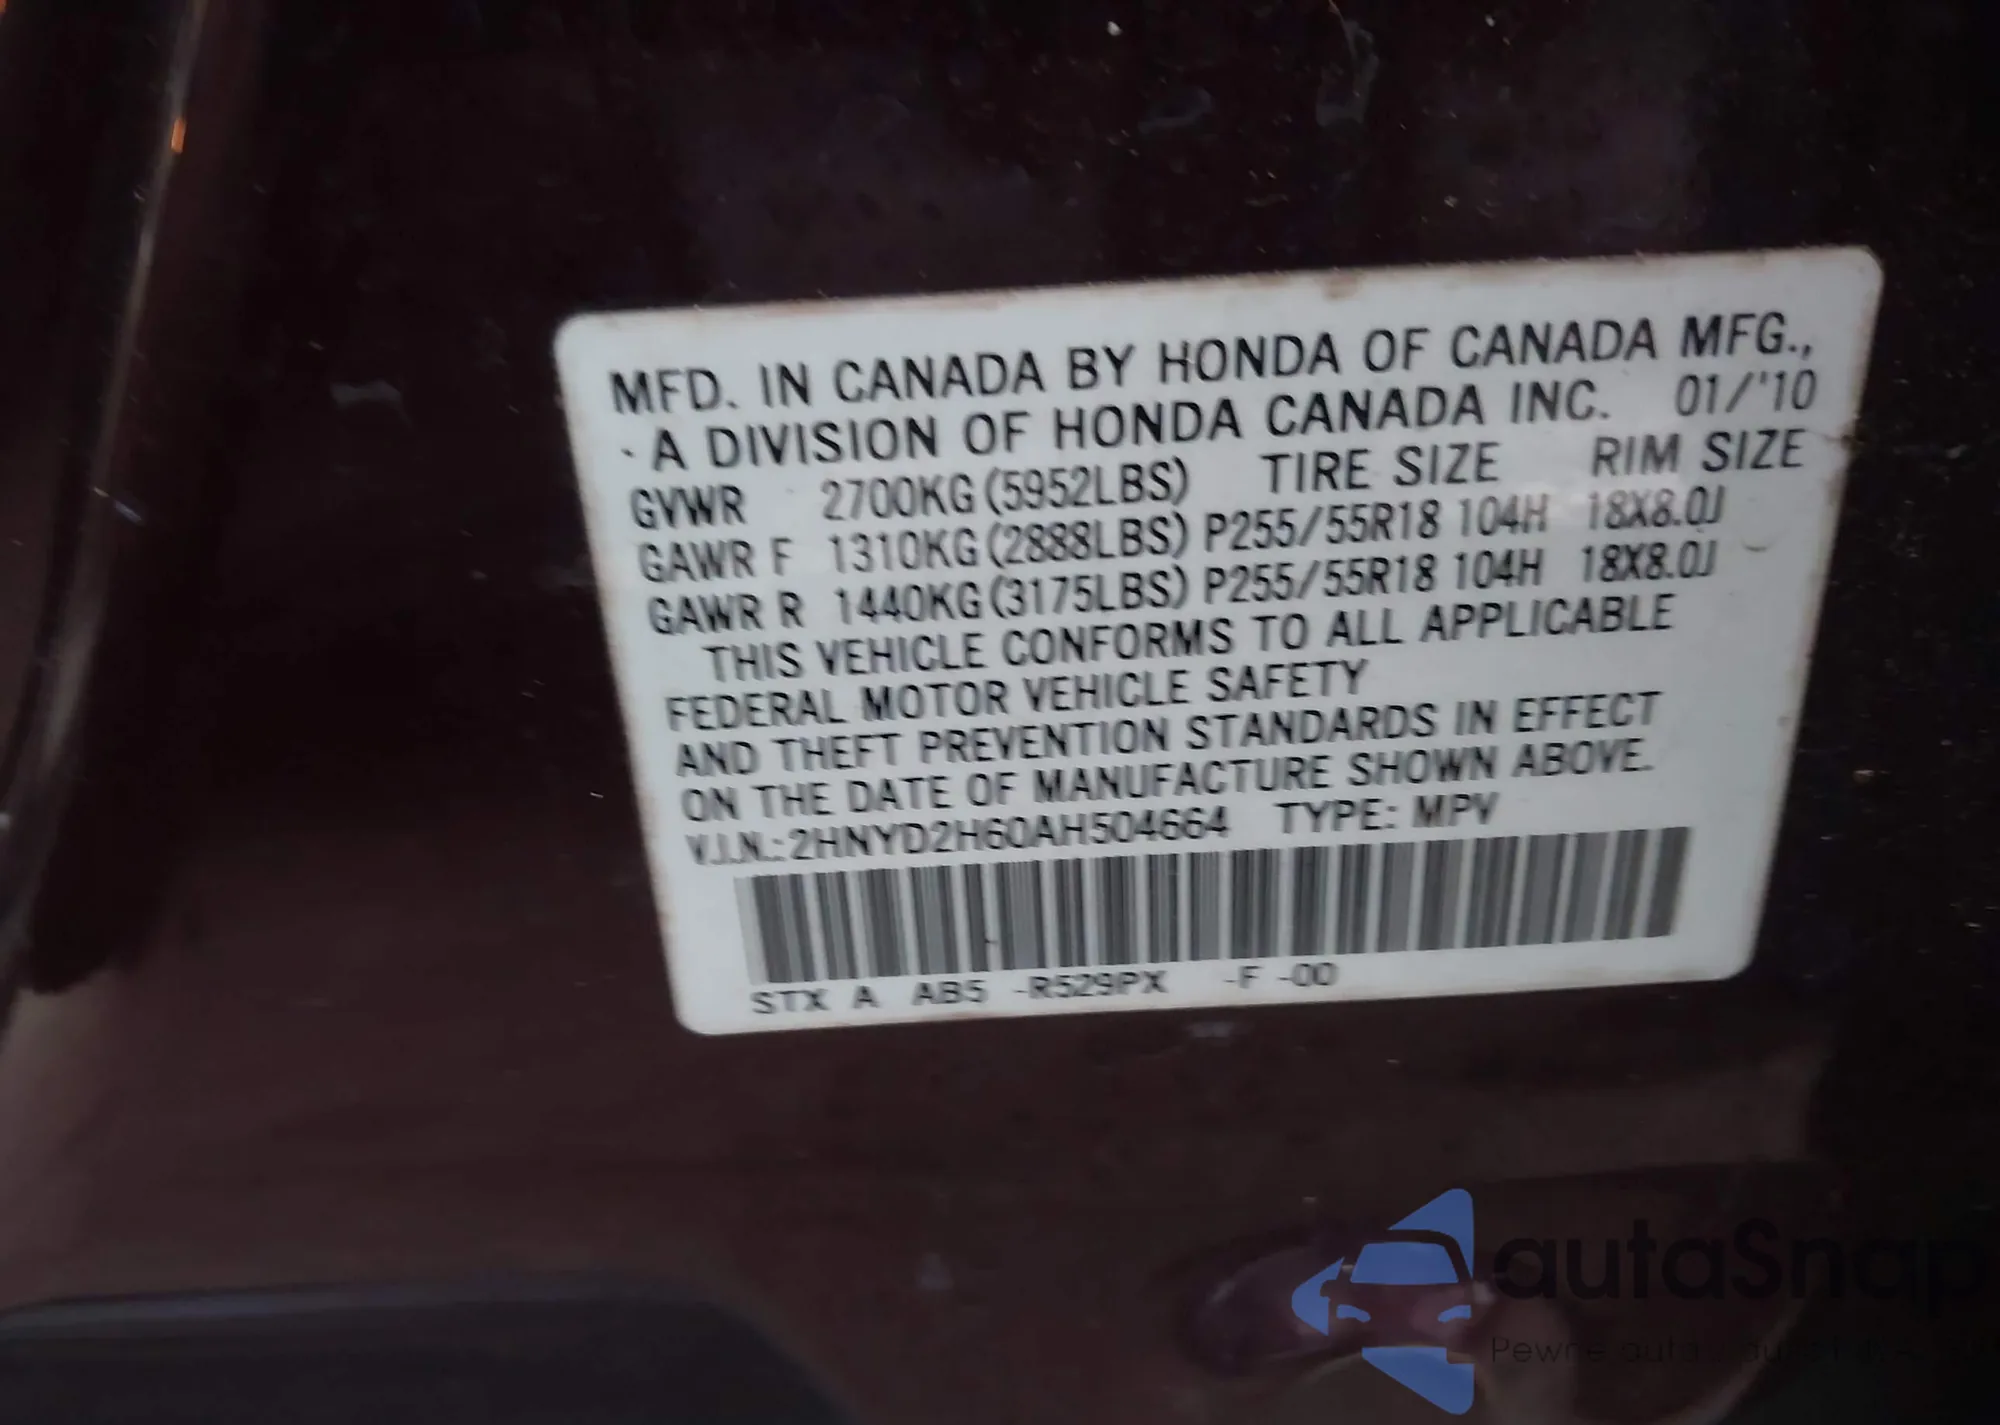 MFD. IN CANADA BY HONDA OF CANADA MFG.,
A DIVISION OF HONDA CANADA INC. 01/'10
GVWR 2700KG (5952LBS) TIRE SIZE RIM SIZE
GAWR F 1310KG (2888LBS) P255/55R18 104H 18X8.0J
GAWR R 1440KG (3175LBS) P255/55R18 104H 18X8.0J
THIS VEHICLE CONFORMS TO ALL APPLICABLE
FEDERAL MOTOR VEHICLE SAFETY
AND THEFT PREVENTION STANDARDS IN EFFECT
ON THE DATE OF MANUFACTURE SHOWN ABOVE.
V.I.N.: 2HNYD2H60AH504664 TYPE: MPV
STX A AB5 -R529PX -F -00
autaSnap
Pewne auta